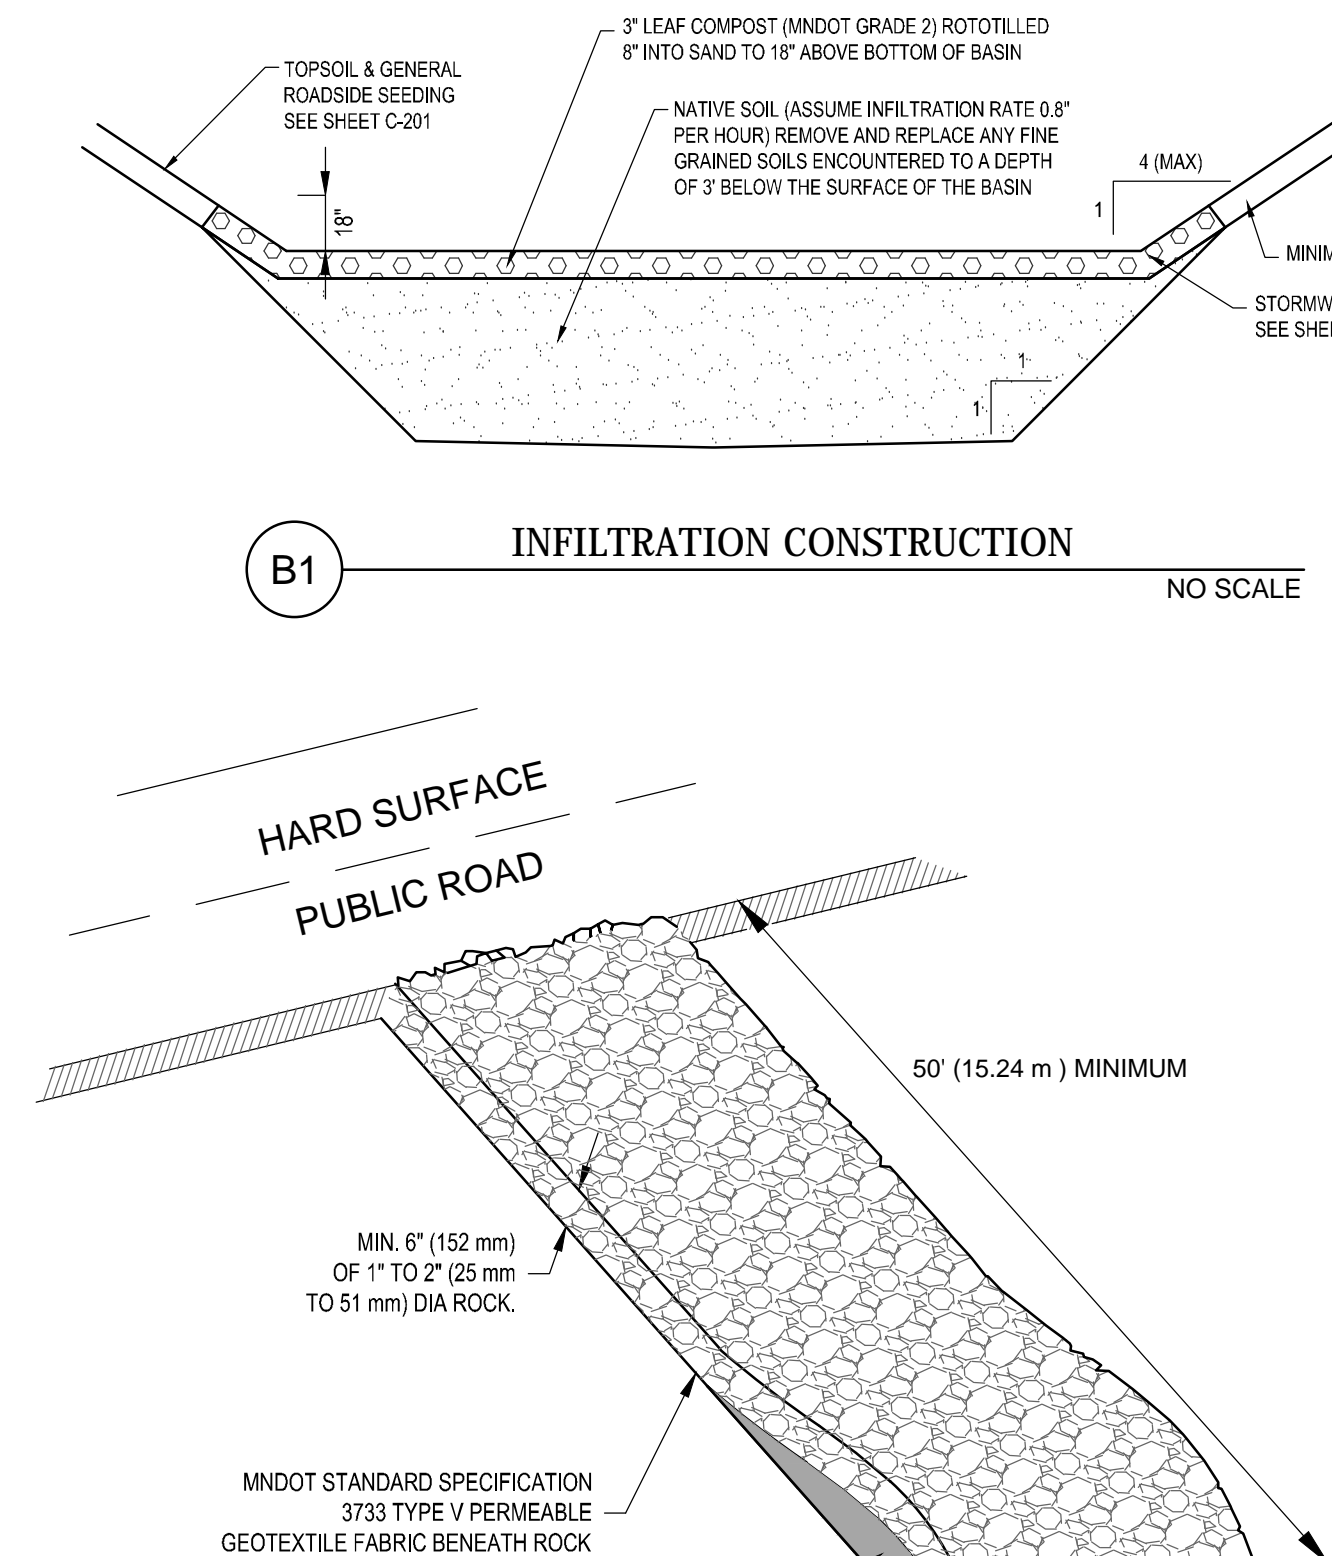 3" LEAF COMPOST (MNDOT GRADE 2) ROTOTILLED
8" INTO SAND TO 18" ABOVE BOTTOM OF BASIN
TOPSOIL & GENERAL
ROADSIDE SEEDING
SEE SHEET C-201
NATIVE SOIL (ASSUME INFILTRATION RATE 0.8"
PER HOUR) REMOVE AND REPLACE ANY FINE
GRAINED SOILS ENCOUNTERED TO A DEPTH
OF 3' BELOW THE SURFACE OF THE BASIN
4 (MAX)
1
18"
MINIM
STORMW
SEE SHE
1
1
B1
INFILTRATION CONSTRUCTION
NO SCALE
HARD SURFACE
PUBLIC ROAD
50' (15.24 m ) MINIMUM
MIN. 6" (152 mm)
OF 1" TO 2" (25 mm
TO 51 mm) DIA ROCK.
MNDOT STANDARD SPECIFICATION
3733 TYPE V PERMEABLE
GEOTEXTILE FABRIC BENEATH ROCK